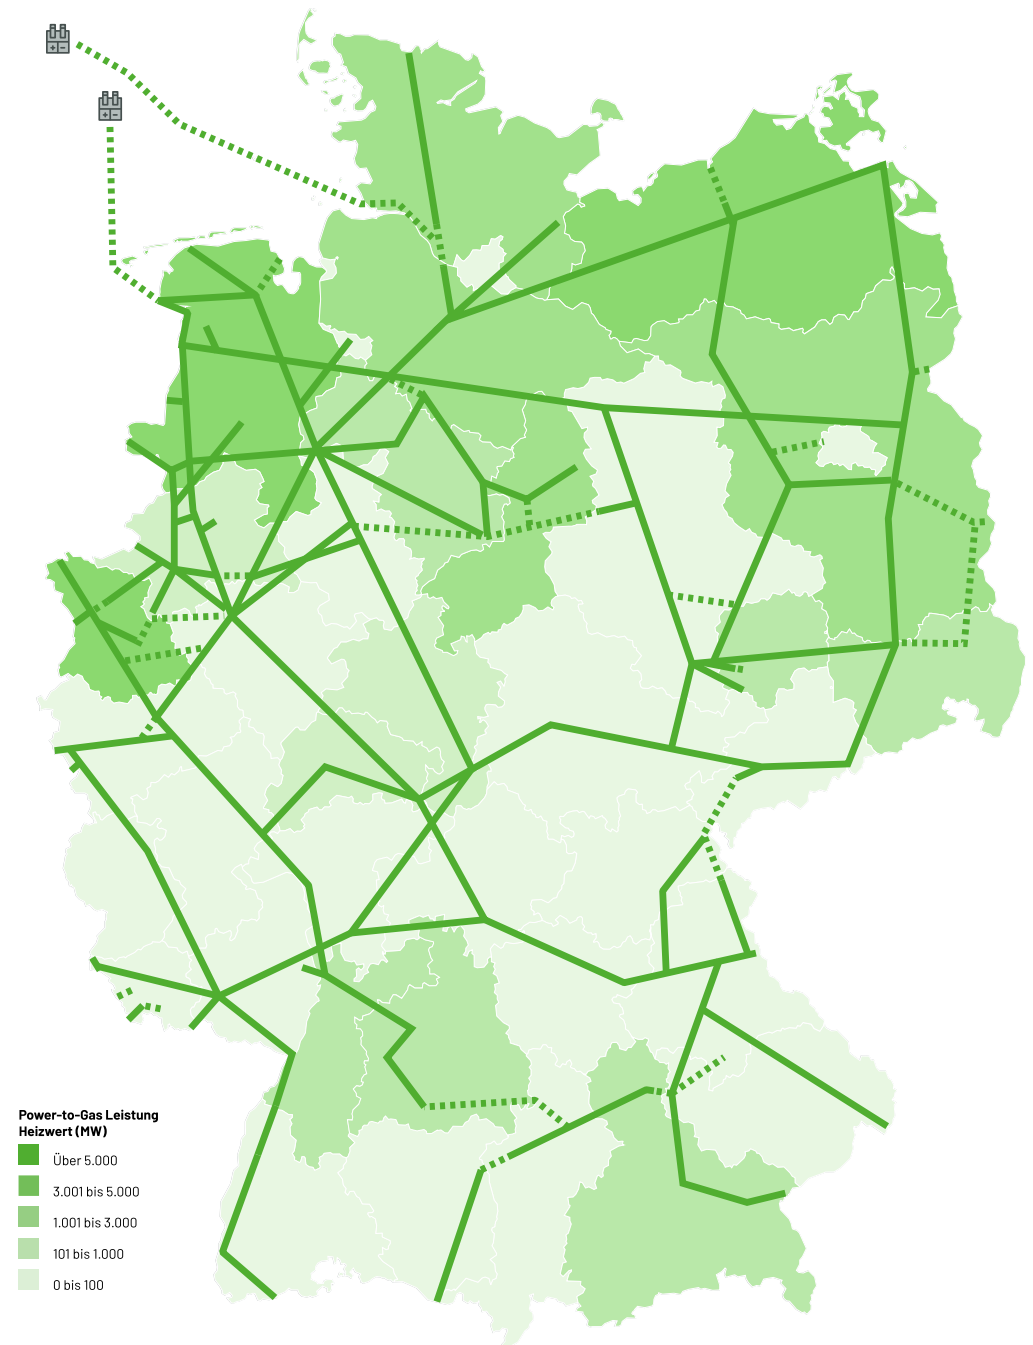 Power-to-Gas Leistung
Heizwert (MW)
Über 5.000
3.001 bis 5.000
1.001 bis 3.000
101 bis 1.000
0 bis 100